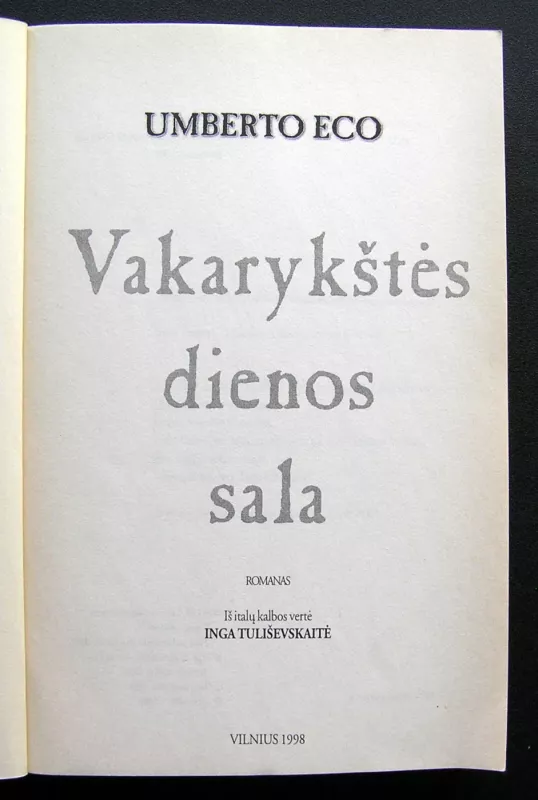 UMBERTO ECO
Vakarykštės
dienos
sala
ROMANAS
Iš italų kalbos vertė
INGA TULIŠEVSKAITĖ
VILNIUS 1998